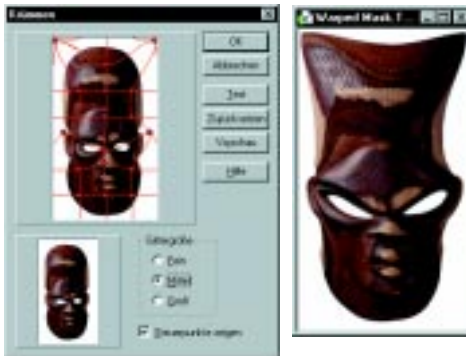 Krümmen
OK
Abbrechen
Test
Zurücksetzen
Vorschau
Hilfe
Gittergröße
Fein
Mittel
Grob
Steuerpunkte zeigen
Warped Mask T...